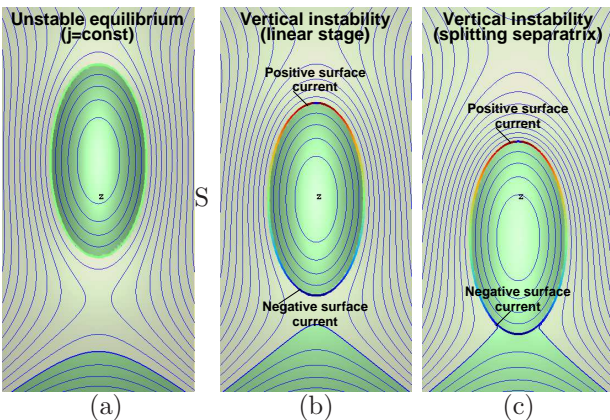 Unstable equilibrium
(j=const)
z
(a)
S
Vertical instability
(linear stage)
Positive surface
current
z
Negative surface
current
(b)
Vertical instability
(splitting separatrix)
Positive surface
current
z
Negative surface
current
(c)